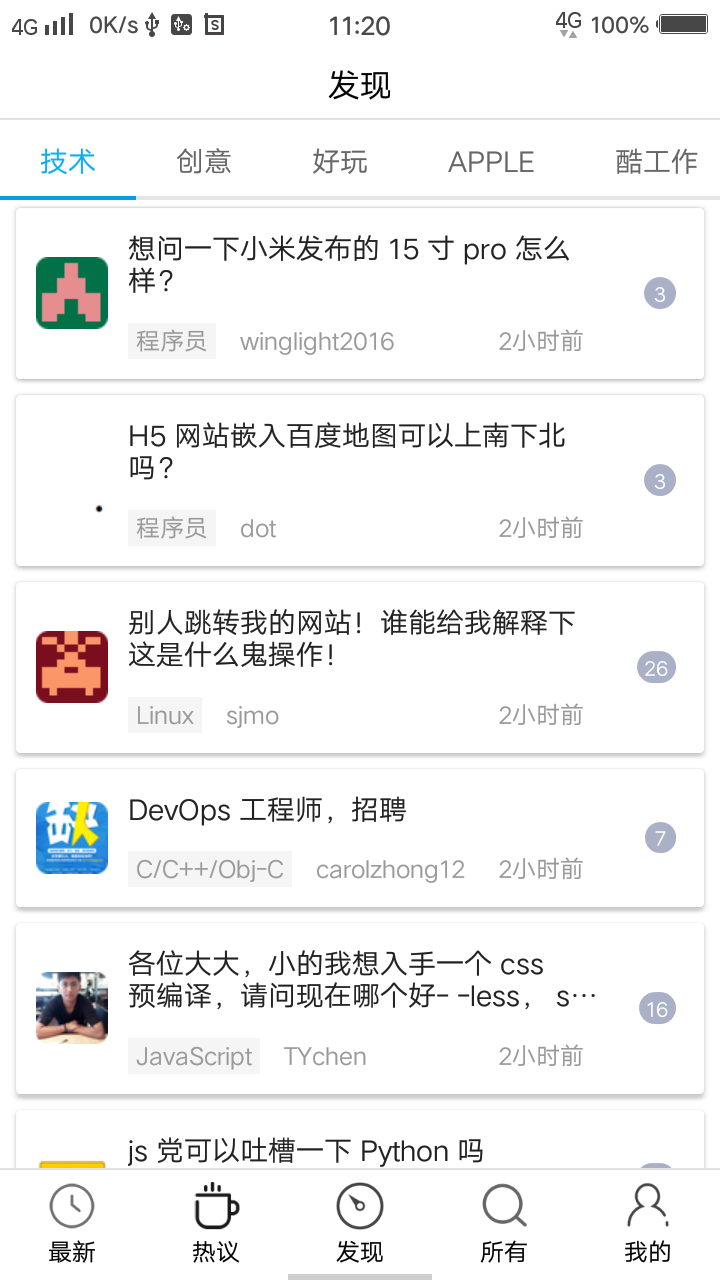 4G 0K/s 11:20 4G 100%
发现
技术 创意 好玩 APPLE 酷工作
想问一下小米发布的 15 寸 pro 怎么
样？
3
程序员 winglight2016 2小时前
H5 网站嵌入百度地图可以上南下北
吗？
3
程序员 dot 2小时前
别人跳转我的网站！谁能给我解释下
这是什么鬼操作！
26
Linux sjmo 2小时前
缺
DevOps 工程师，招聘
7
C/C++/Obj-C carolzhong12 2小时前
各位大大，小的我想入手一个 css
预编译，请问现在哪个好- -less， s…
16
JavaScript TYchen 2小时前
js 党可以吐槽一下 Python 吗
最新 热议 发现 所有 我的